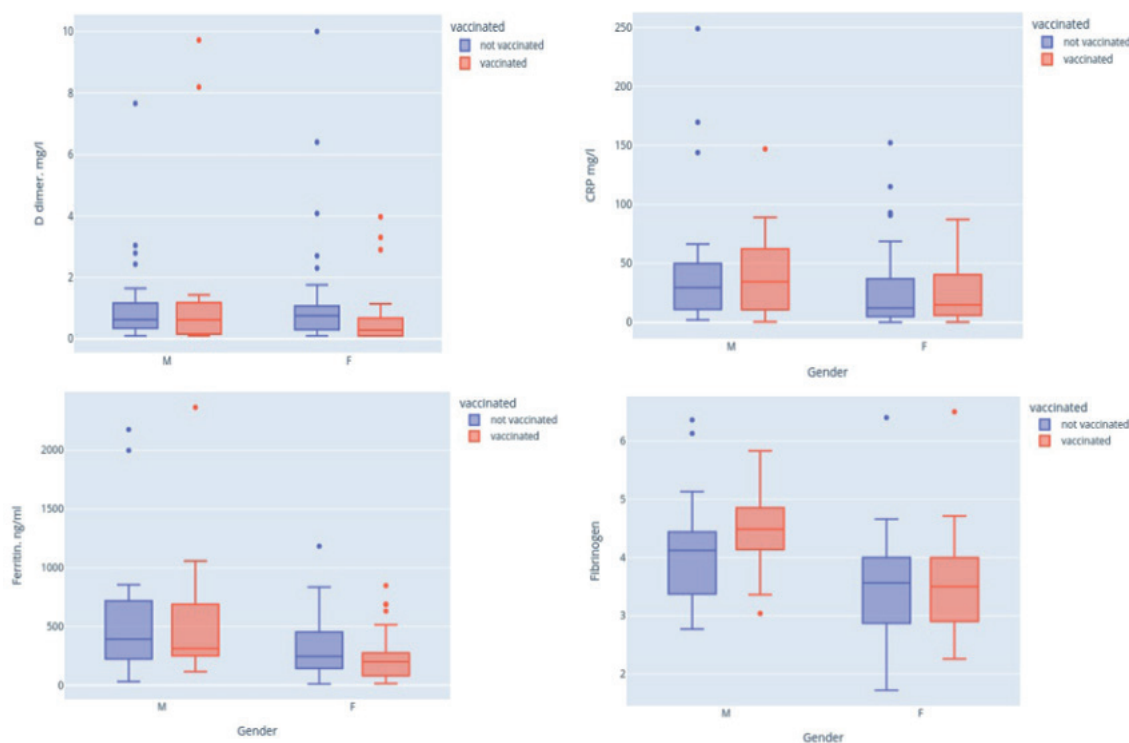 10
8
6
4
2
0
D dimer. mg/l
M
F
vaccinated
not vaccinated
vaccinated
250
200
150
100
50
0
CRP mg/l
M
F
Gender
vaccinated
not vaccinated
vaccinated
2000
1500
1000
500
0
Ferritin. ng/ml
M
F
Gender
vaccinated
not vaccinated
vaccinated
6
5
4
3
2
Fibrinogen
M
F
Gender
vaccinated
not vaccinated
vaccinated